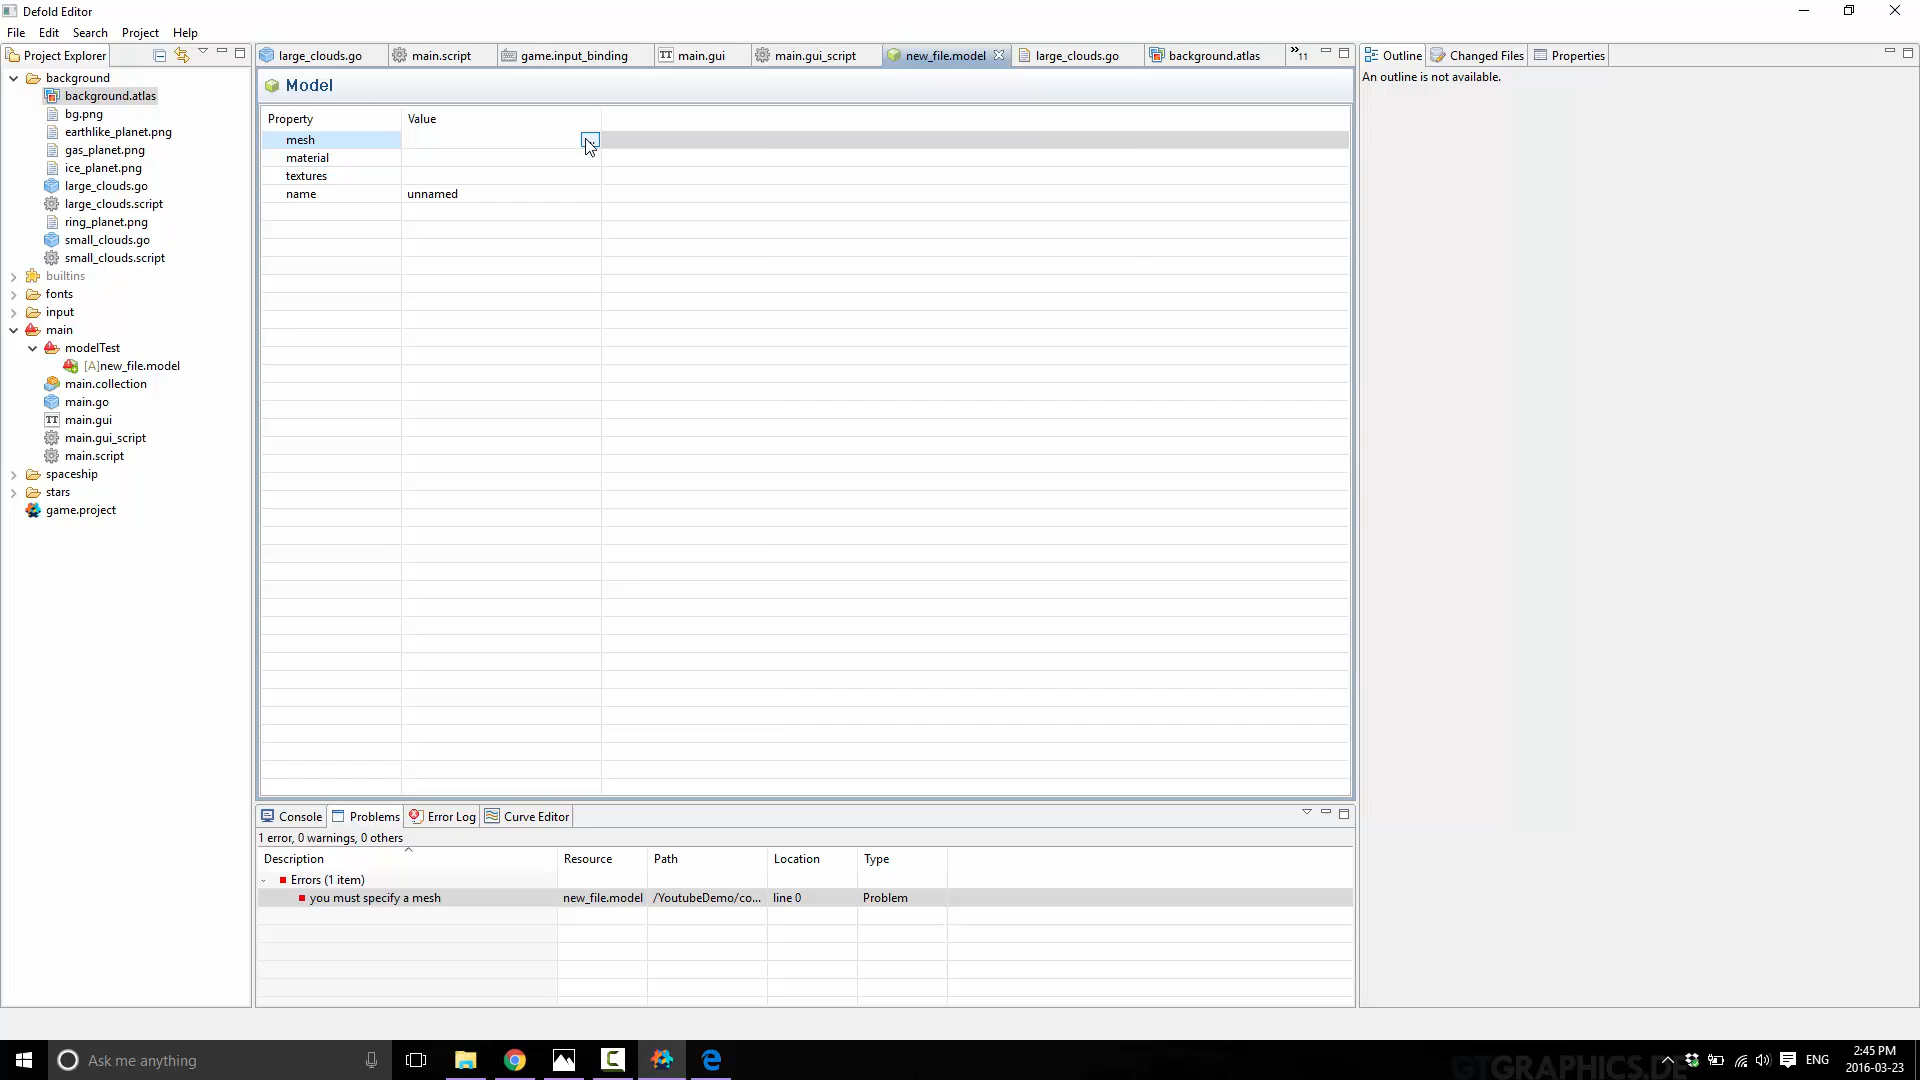 Defold Editor
File Edit Search Project Help
Project Explorer
large_clouds.go main.script game.input_binding main.gui main.gui_script new_file.model large_clouds.go background.atlas »11
Outline Changed Files Properties
An outline is not available.
background
background.atlas
bg.png
earthlike_planet.png
gas_planet.png
ice_planet.png
large_clouds.go
large_clouds.script
ring_planet.png
small_clouds.go
small_clouds.script
builtins
fonts
input
main
modelTest
[A]new_file.model
main.collection
main.go
TT main.gui
main.gui_script
main.script
spaceship
stars
game.project
Model
Property Value
mesh
material
textures
name unnamed
Console Problems Error Log Curve Editor
1 error, 0 warnings, 0 others
Description Resource Path Location Type
Errors (1 item)
you must specify a mesh new_file.model /YoutubeDemo/co... line 0 Problem
Ask me anything
ENG
2:45 PM
2016-03-23